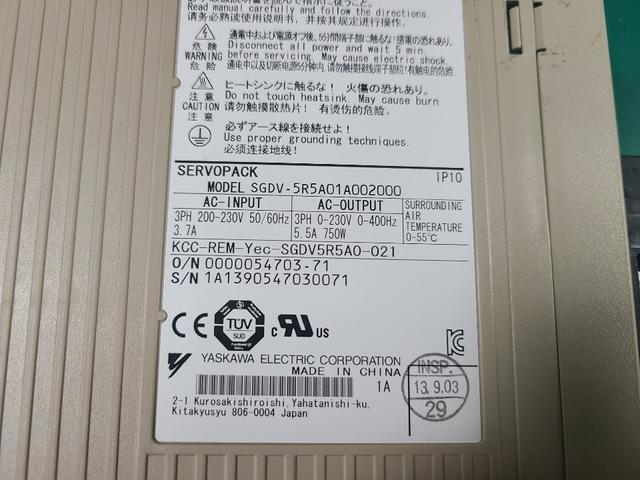 Read manual carefully and follow the direction.
请务必熟读使用说明书、并按其规定进行操作。
通電中および電源オフ後、5分間端子部に触るな!感電の恐れあり。
危険
危 险
WARNING
警 告
Disconnect all power and wait 5 min.
before servicing. May cause electric shock.
通电中以及切断电源5分钟内、请勿触摸接线端子部位!有触电的危险。
注 意
CAUTION
注 意
ヒートシンクに触るな! 火傷の恐れあり。
Do not touch heatsink. May cause burn.
请勿触摸散热片! 有烫伤的危险。
必ずアース線を接続せよ!
Use proper grounding techniques.
必须连接地线!
SERVOPACK
IP10
MODEL SGDV-5R5A01A002000
AC-INPUT
3PH 200-230V 50/60Hz
3.7A
AC-OUTPUT
3PH 0-230V 0-400Hz
5.5A 750W
SURROUNDING
AIR
TEMPERATURE
0-55℃
KCC-REM-Yec-SGDV5R5A0-021
O/N 0000054703-71
S/N 1A1390547030071
CE
TÜV
SÜD
c RU US
KC
YASKAWA ELECTRIC CORPORATION
MADE IN CHINA
1A
INSP.
13.9.03
29
2-1 Kurosakishiroishi, Yahatanishi-ku,
Kitakyusyu 806-0004 Japan